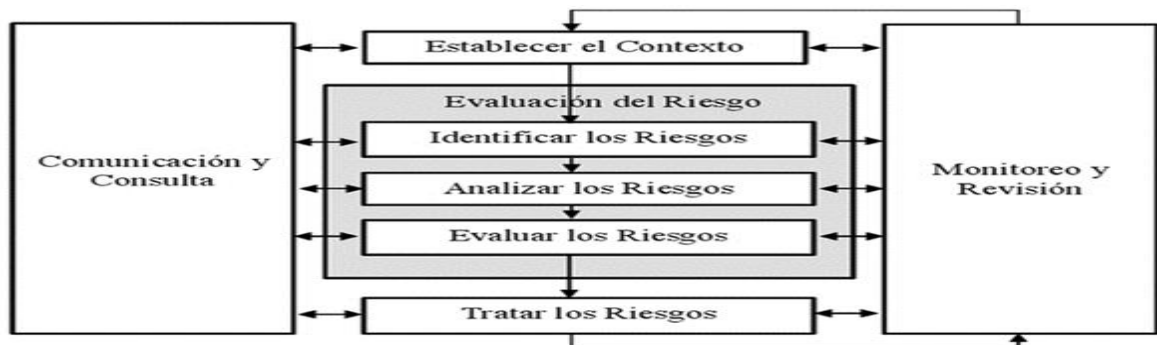 Establecer el Contexto
Evaluación del Riesgo
Identificar los Riesgos
Comunicación y
Consulta
Analizar los Riesgos
Monitoreo y
Revisión
Evaluar los Riesgos
Tratar los Riesgos